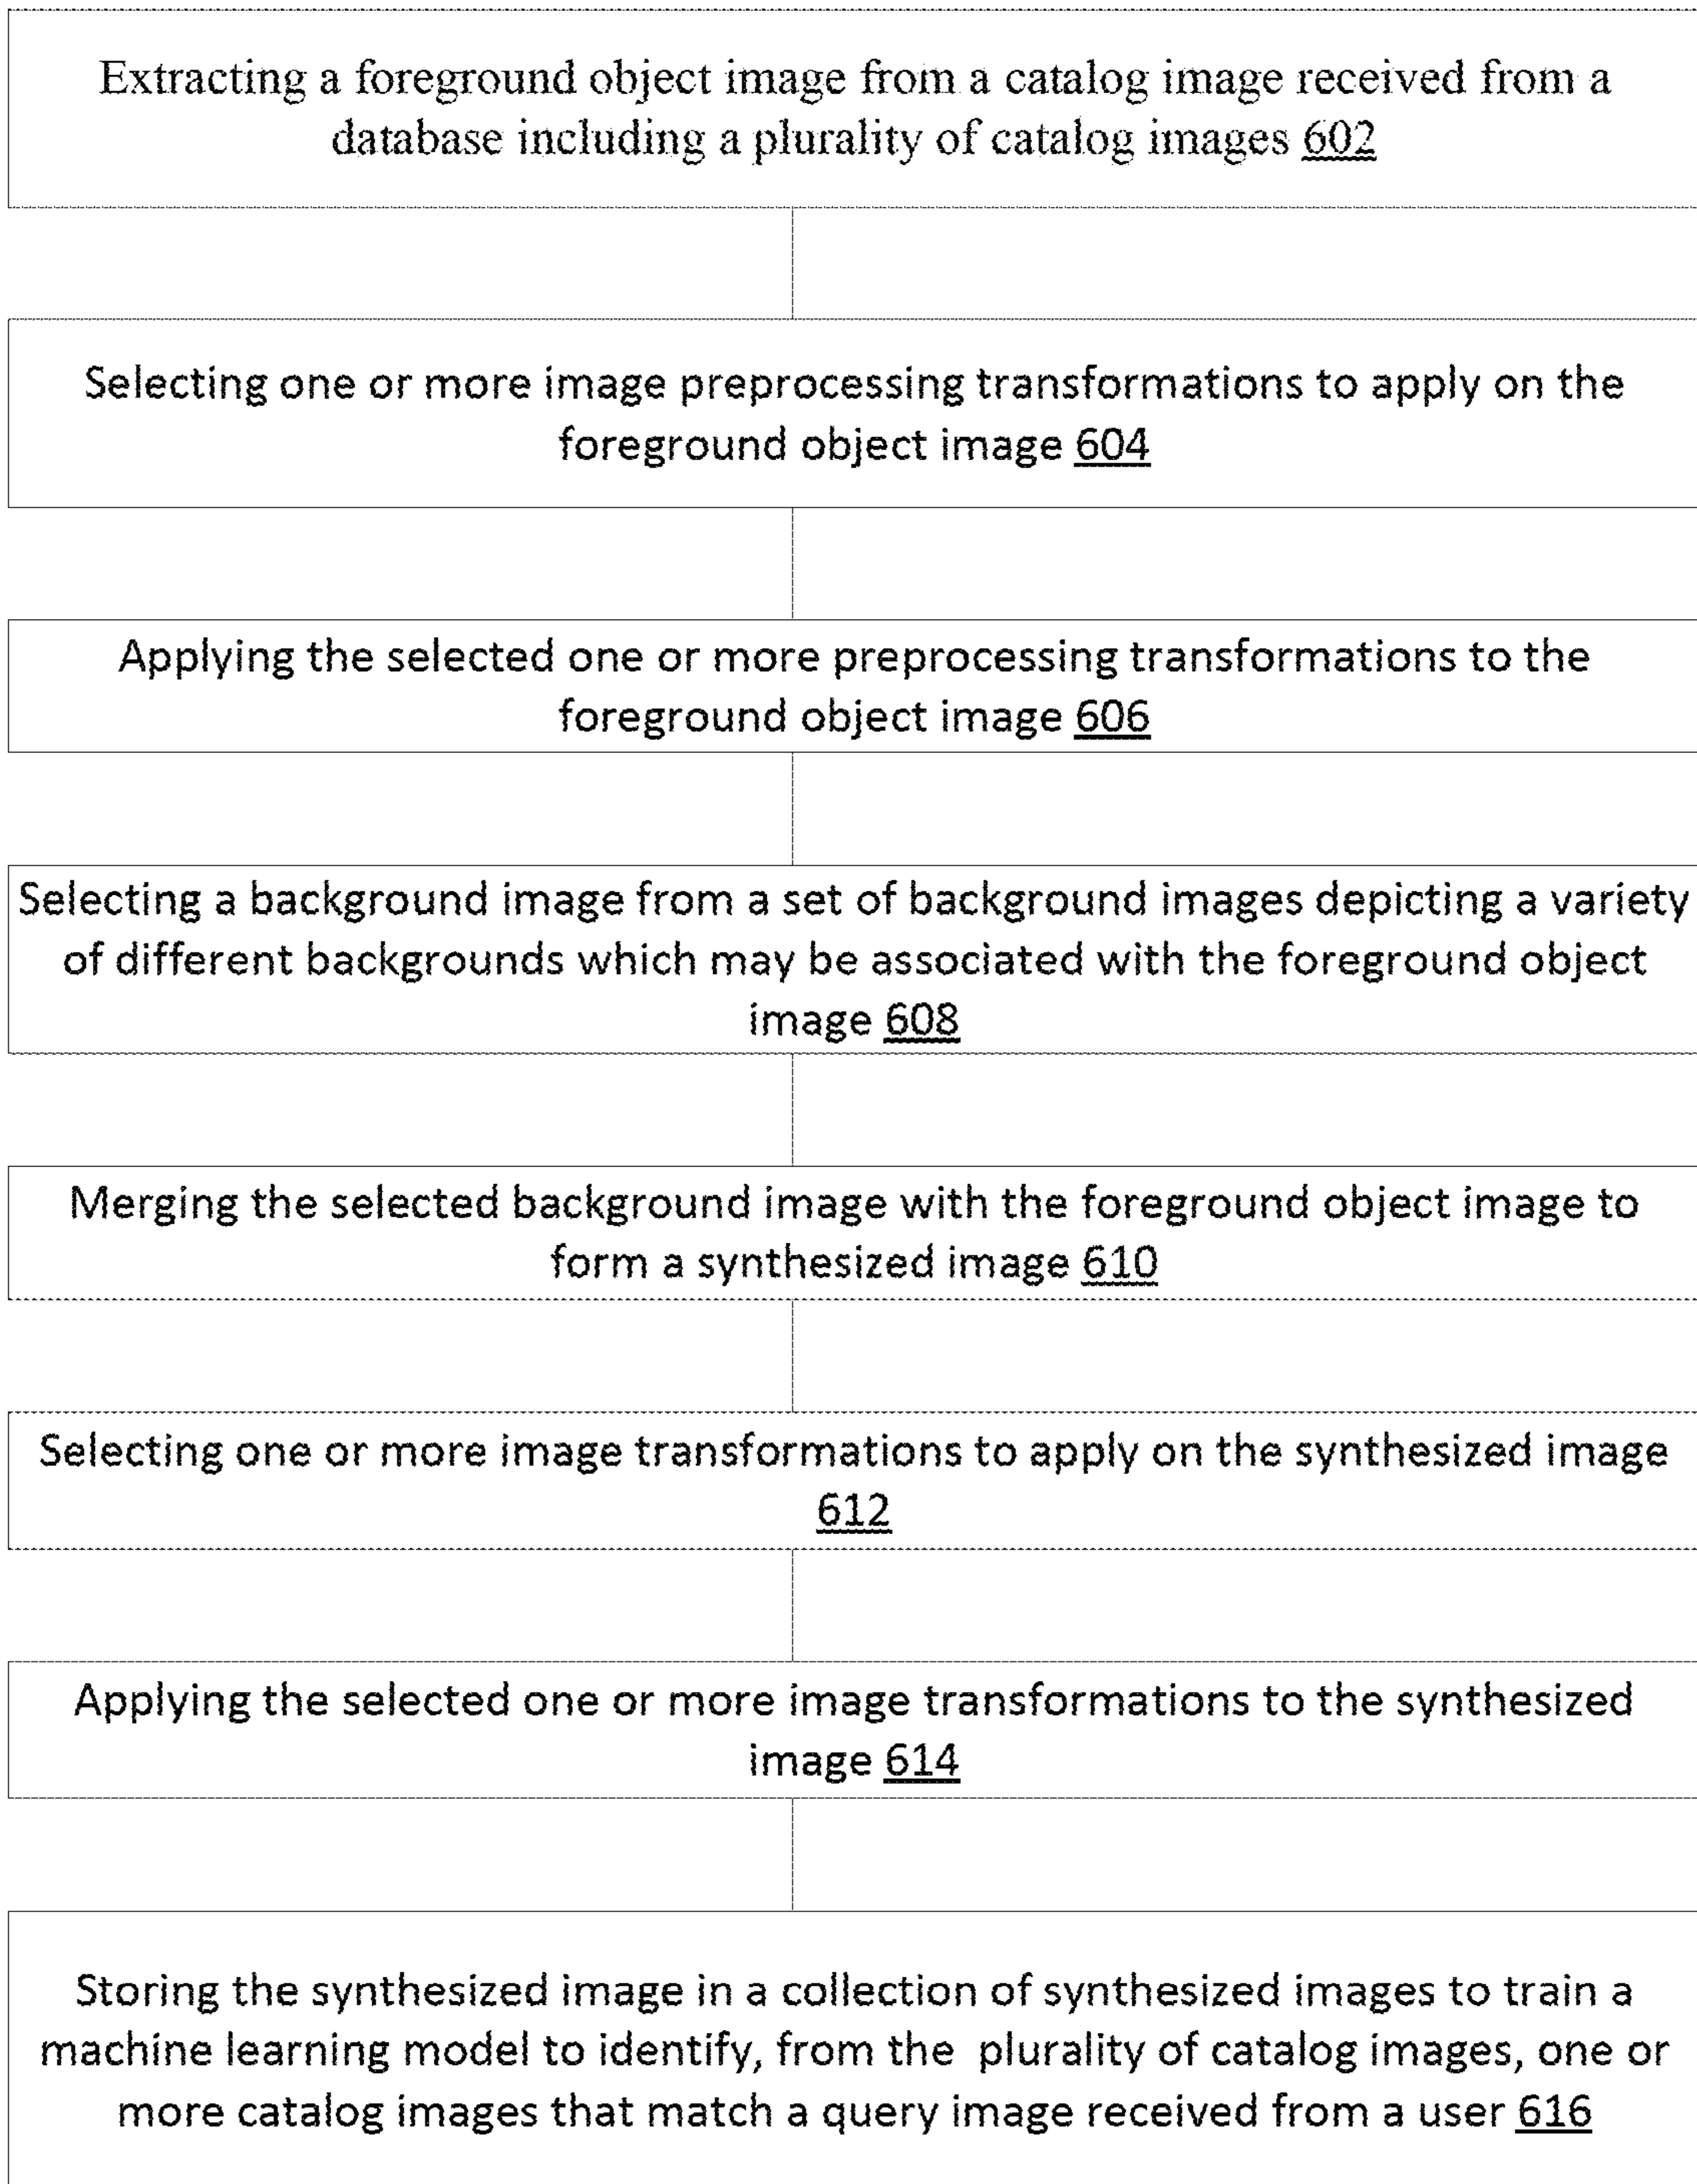 Extracting a foreground object image from a catalog image received from a
database including a plurality of catalog images 602
Selecting one or more image preprocessing transformations to apply on the
foreground object image 604
Applying the selected one or more preprocessing transformations to the
foreground object image 606
Selecting a background image from a set of background images depicting a variety
of different backgrounds which may be associated with the foreground object
image 608
Merging the selected background image with the foreground object image to
form a synthesized image 610
Selecting one or more image transformations to apply on the synthesized image
612
Applying the selected one or more image transformations to the synthesized
image 614
Storing the synthesized image in a collection of synthesized images to train a
machine learning model to identify, from the plurality of catalog images, one or
more catalog images that match a query image received from a user 616